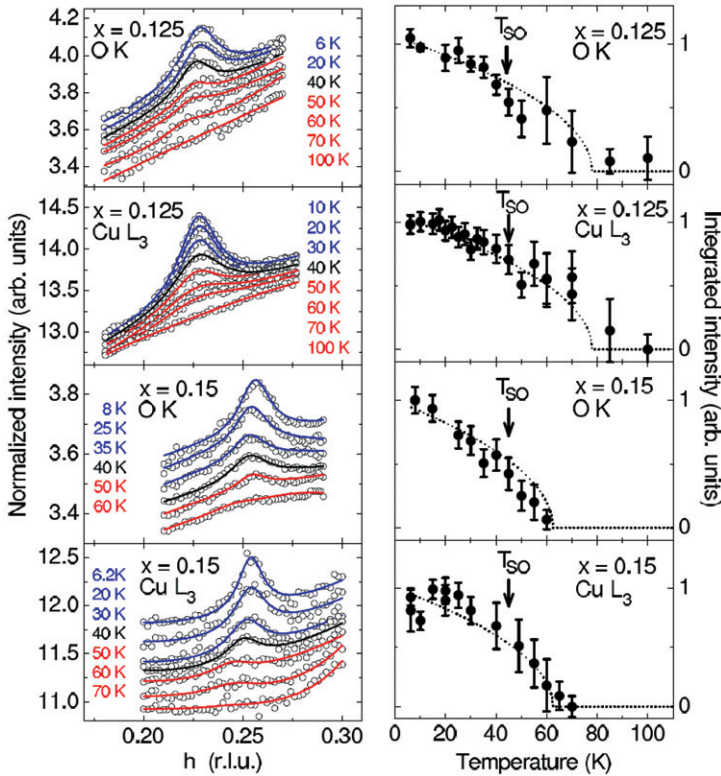 x = 0.125
O K
6 K
20 K
40 K
50 K
60 K
70 K
100 K
4.2
4.0
3.8
3.6
3.4
x = 0.125
Cu L3
10 K
20 K
30 K
40 K
50 K
60 K
70 K
100 K
14.5
14.0
13.5
13.0
x = 0.15
O K
8 K
25 K
35 K
40 K
50 K
60 K
3.8
3.6
3.4
x = 0.15
Cu L3
6.2K
20 K
30 K
40 K
50 K
60 K
70 K
12.5
12.0
11.5
11.0
0.20
0.25
0.30
h (r.l.u.)
Normalized intensity (arb. units)
TSO
x = 0.125
O K
1
0
TSO
x = 0.125
Cu L3
1
0
TSO
x = 0.15
O K
1
0
TSO
x = 0.15
Cu L3
1
0
0 20 40 60 80 100
Temperature (K)
Integrated intensity (arb. units)